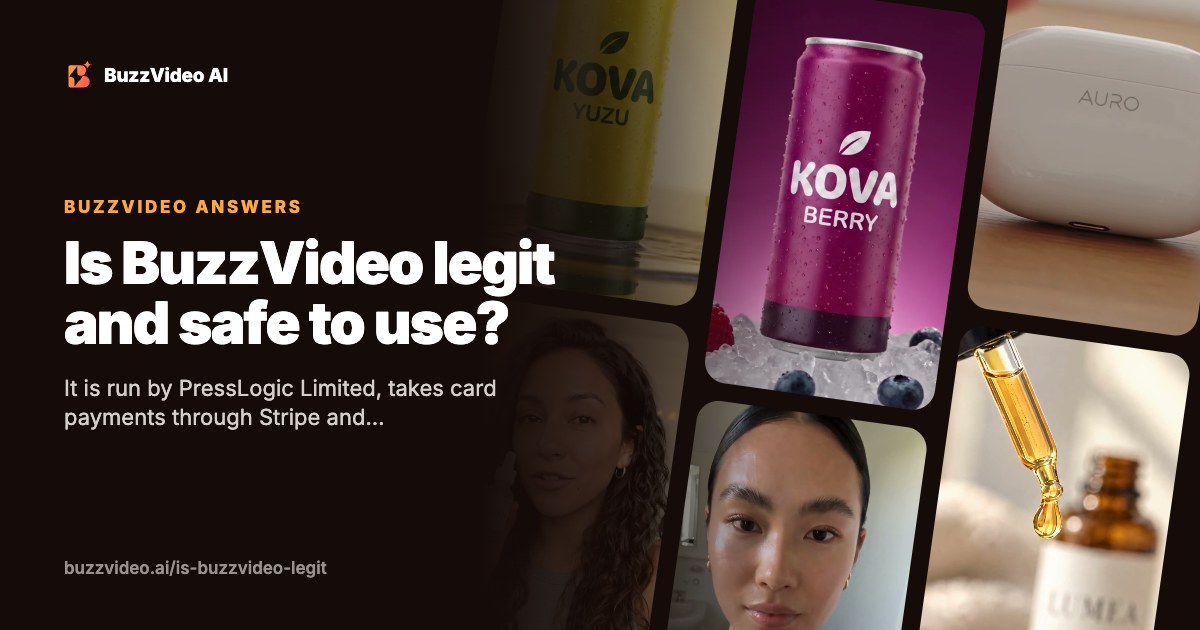 BuzzVideo AI
BUZZVIDEO ANSWERS
Is BuzzVideo legit
and safe to use?
It is run by PressLogic Limited, takes card
payments through Stripe and...
buzzvideo.ai/is-buzzvideo-legit
KOVA
YUZU
KOVA
BERRY
AURO
LUMEA